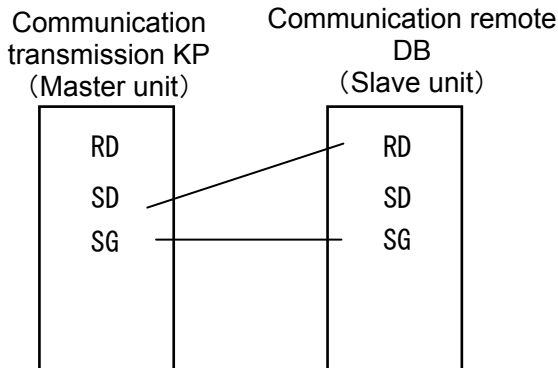 Communication
transmission KP
（Master unit）
Communication remote
DB
（Slave unit）
RD
SD
SG
RD
SD
SG